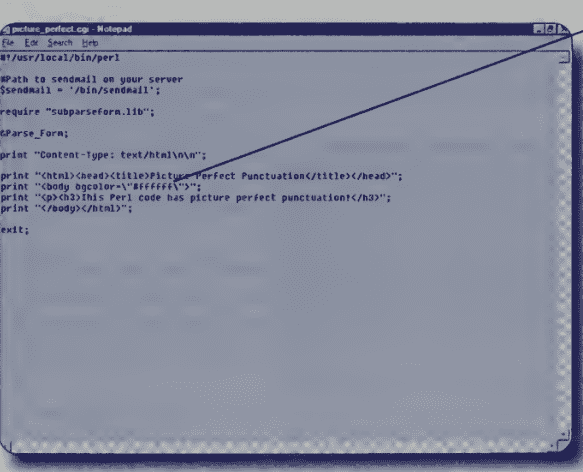 picture_perfect.cgi - Notepad
File Edit Search Help
#!/usr/local/bin/perl
#Path to sendmail on your server
$sendmail = '/bin/sendmail';
require "subparseform.lib";
&Parse_Form;
print "Content-Type: text/html\n\n";
print "<html><head><title>Picture Perfect Punctuation</title></head>";
print "<body bgcolor=\"#ffffff\">";
print "<p><h3>This Perl code has picture perfect punctuation!</h3>";
print "</body></html>";
exit;